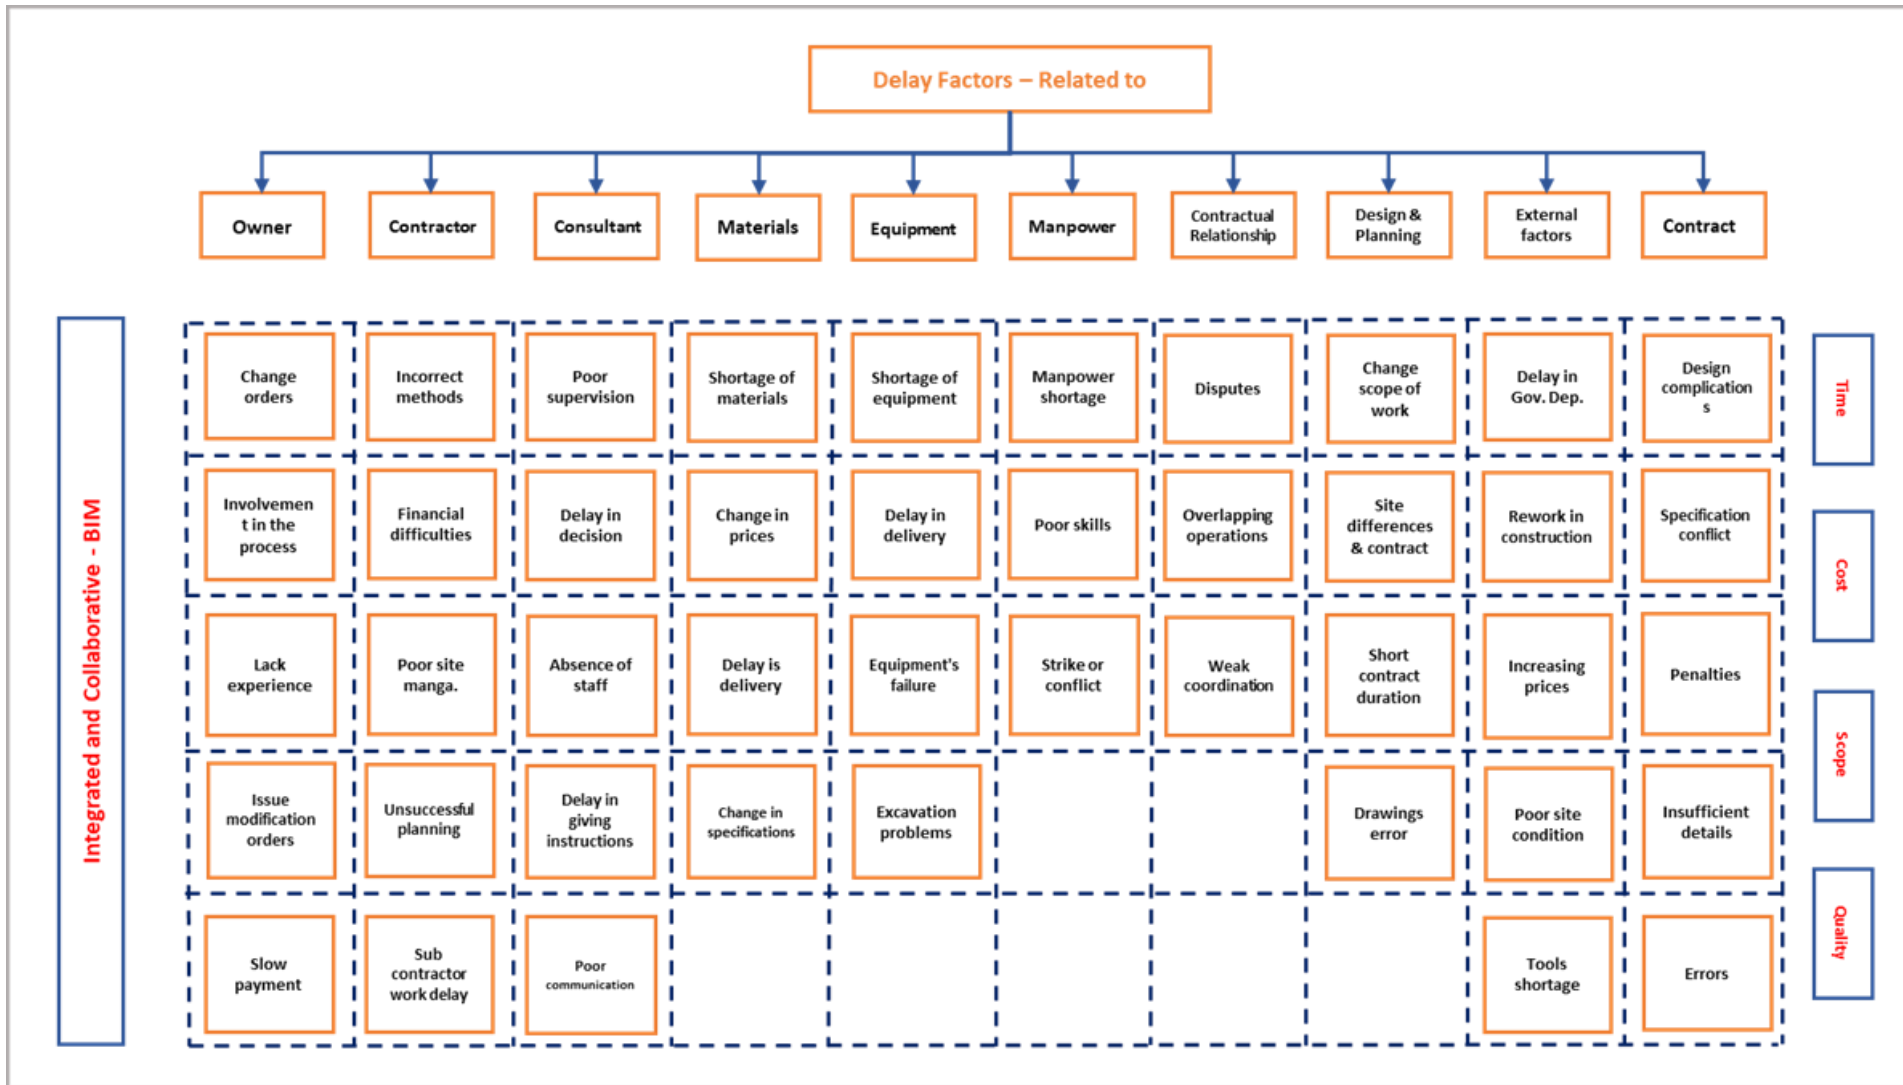 Delay Factors – Related to
Owner
Contractor
Consultant
Materials
Equipment
Manpower
Contractual
Relationship
Design &
Planning
External
factors
Contract
Integrated and Collaborative - BIM
Change
orders
Incorrect
methods
Poor
supervision
Shortage of
materials
Shortage of
equipment
Manpower
shortage
Disputes
Change
scope of
work
Delay in
Gov. Dep.
Design
complication
s
Time
Involvemen
t in the
process
Financial
difficulties
Delay in
decision
Change in
prices
Delay in
delivery
Poor skills
Overlapping
operations
Site
differences
& contract
Rework in
construction
Specification
conflict
Cost
Lack
experience
Poor site
manga.
Absence of
staff
Delay is
delivery
Equipment's
failure
Strike or
conflict
Weak
coordination
Short
contract
duration
Increasing
prices
Penalties
Scope
Issue
modification
orders
Unsuccessful
planning
Delay in
giving
instructions
Change in
specifications
Excavation
problems
Drawings
error
Poor site
condition
Insufficient
details
Quality
Slow
payment
Sub
contractor
work delay
Poor
communication
Tools
shortage
Errors